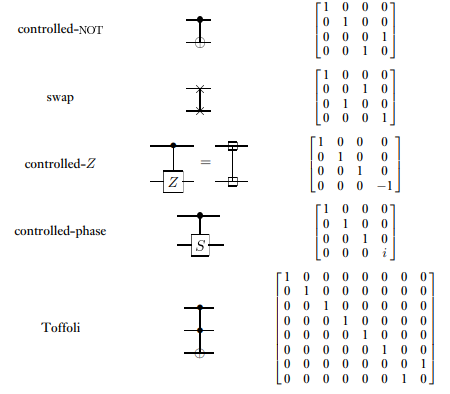 controlled-NOT
1 0 0 0
0 1 0 0
0 0 0 1
0 0 1 0
swap
1 0 0 0
0 0 1 0
0 1 0 0
0 0 0 1
controlled-Z
Z
=
1 0 0 0
0 1 0 0
0 0 1 0
0 0 0 −1
controlled-phase
S
1 0 0 0
0 1 0 0
0 0 1 0
0 0 0 i
Toffoli
1 0 0 0 0 0 0 0
0 1 0 0 0 0 0 0
0 0 1 0 0 0 0 0
0 0 0 1 0 0 0 0
0 0 0 0 1 0 0 0
0 0 0 0 0 1 0 0
0 0 0 0 0 0 0 1
0 0 0 0 0 0 1 0